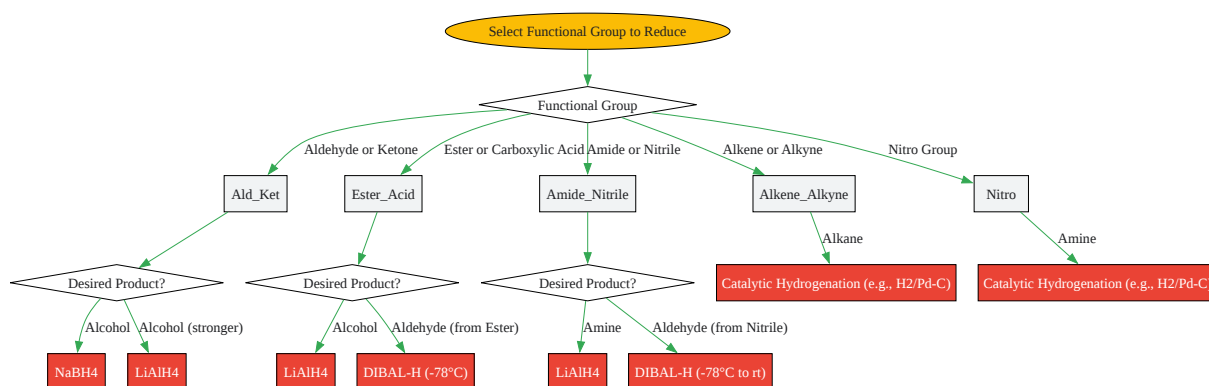 Select Functional Group to Reduce
Functional Group
Aldehyde or Ketone
Ester or Carboxylic Acid
Amide or Nitrile
Alkene or Alkyne
Nitro Group
Ald_Ket
Ester_Acid
Amide_Nitrile
Alkene_Alkyne
Nitro
Alkane
Amine
Desired Product?
Desired Product?
Desired Product?
Catalytic Hydrogenation (e.g., H2/Pd-C)
Catalytic Hydrogenation (e.g., H2/Pd-C)
Alcohol
Alcohol (stronger)
Alcohol
Aldehyde (from Ester)
Amine
Aldehyde (from Nitrile)
NaBH4
LiAlH4
LiAlH4
DIBAL-H (-78°C)
LiAlH4
DIBAL-H (-78°C to rt)